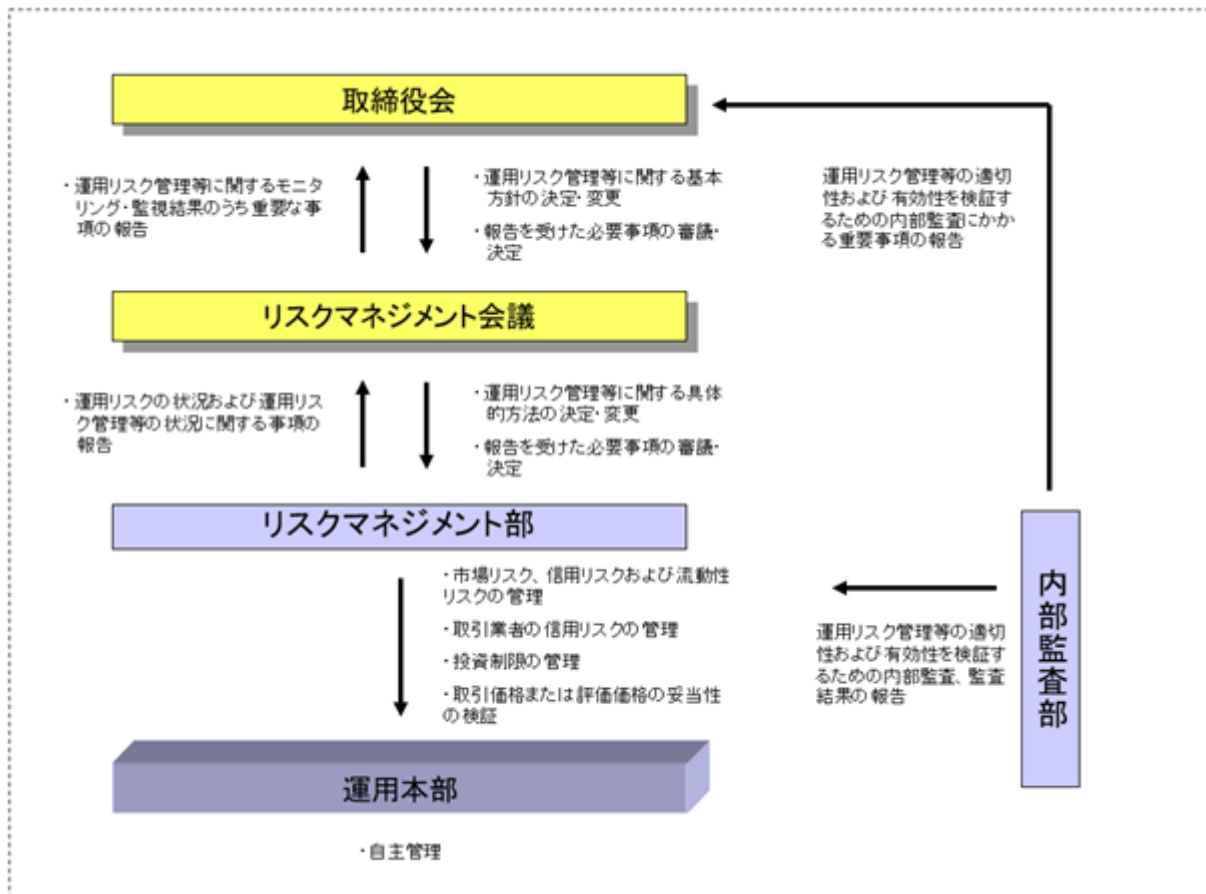 取締役会
・運用リスク管理等に関するモニ
タリング・監視結果のうち重要な事
項の報告
・運用リスク管理等に関する基本
方針の決定・変更
・報告を受けた必要事項の審議・
決定
運用リスク管理等の適切
性および有効性を検証す
るための内部監査にかか
る重要事項の報告
リスクマネジメント会議
・運用リスクの状況および運用リス
ク管理等の状況に関する事項の
報告
・運用リスク管理等に関する具体
的方法の決定・変更
・報告を受けた必要事項の審議・
決定
リスクマネジメント部
・市場リスク、信用リスクおよび流動性
リスクの管理
・取引業者の信用リスクの管理
・投資制限の管理
・取引価格または評価価格の妥当性
の検証
運用リスク管理等の適切
性および有効性を検証す
るための内部監査、監査
結果の報告
内部監査部
運用本部
・自主管理